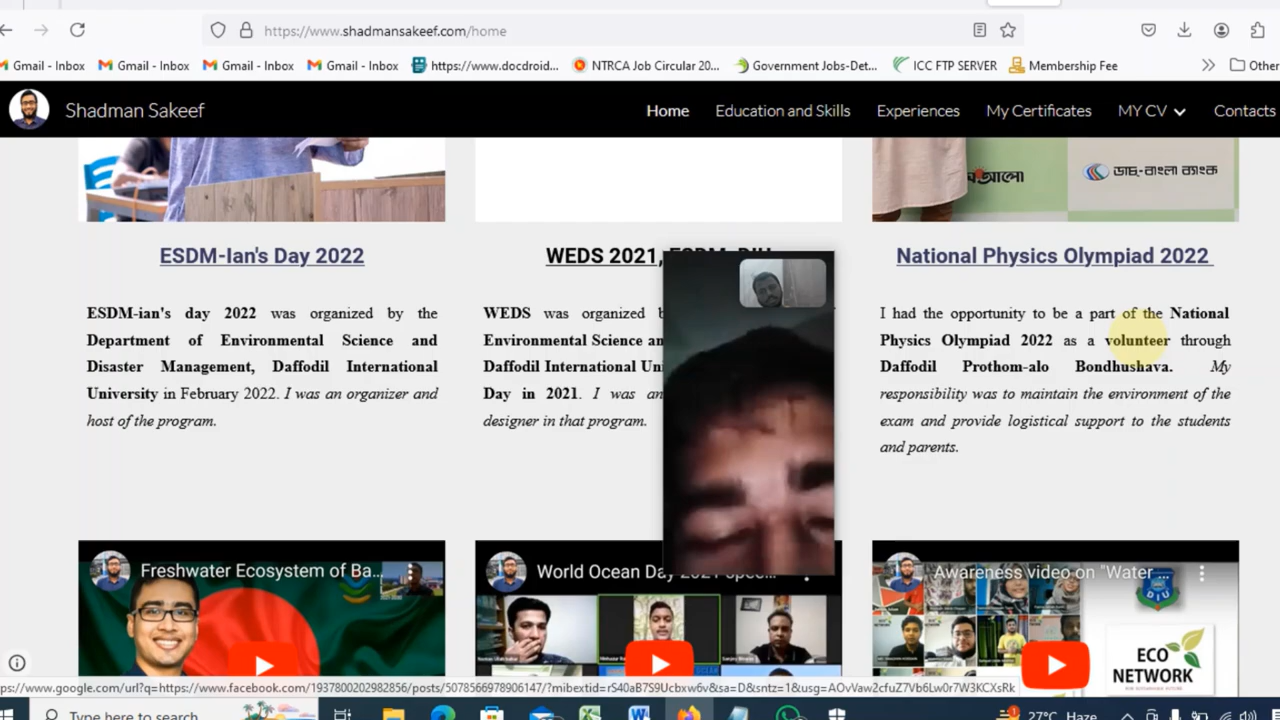 https://www.shadmansakeef.com/home
Gmail - Inbox
Gmail - Inbox
Gmail - Inbox
Gmail - Inbox
https://www.docdroid...
NTRCA Job Circular 20...
Government Jobs-Det...
ICC FTP SERVER
Membership Fee
Other
Shadman Sakeef
Home
Education and Skills
Experiences
My Certificates
MY CV
Contacts
ডাচ্-বাংলা ব্যাংক
ESDM-Ian's Day 2022
ESDM-ian's day 2022 was organized by the
Department of Environmental Science and
Disaster Management, Daffodil International
University in February 2022. I was an organizer and
host of the program.
WEDS 2021,
WEDS was organized
Environmental Science
Daffodil International
Day in 2021. I was an
designer in that program.
National Physics Olympiad 2022
I had the opportunity to be a part of the National
Physics Olympiad 2022 as a volunteer through
Daffodil Prothom-alo Bondhushava. My
responsibility was to maintain the environment of the
exam and provide logistical support to the students
and parents.
Freshwater Ecosystem of Ba...
World Ocean Day 2021
Awareness video on "Water ...
ECO
NETWORK
ps://www.google.com/url?q=https://www.facebook.com/1937800202982856/posts/5078566978906147/?mibextid=rS40aB7S9Ucbxw6v&sa=D&sntz=1&usg=AOvVaw2cfuZ7Vb6Lw0r7W3KCXsRk
Type here to search
27°C Haze